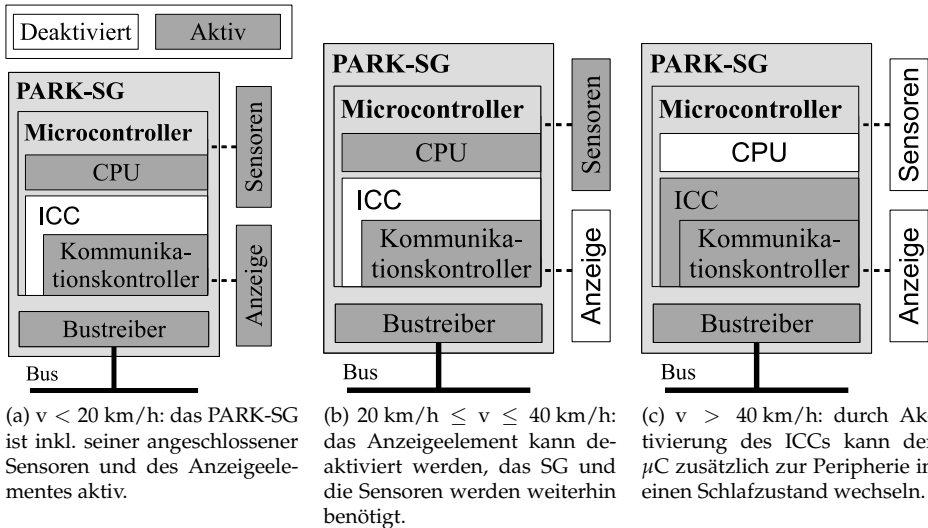 Deaktiviert
Aktiv
PARK-SG
Microcontroller
CPU
ICC
Kommunika-
tionskontroller
Bustreiber
Sensoren
Anzeige
Bus
PARK-SG
Microcontroller
CPU
ICC
Kommunika-
tionskontroller
Bustreiber
Sensoren
Anzeige
Bus
PARK-SG
Microcontroller
CPU
ICC
Kommunika-
tionskontroller
Bustreiber
Sensoren
Anzeige
Bus
(a) v < 20 km/h: das PARK-SG
ist inkl. seiner angeschlossener
Sensoren und des Anzeigeele-
mentes aktiv.
(b) 20 km/h ≤ v ≤ 40 km/h:
das Anzeigeelement kann de-
aktiviert werden, das SG und
die Sensoren werden weiterhin
benötigt.
(c) v > 40 km/h: durch Ak-
tivierung des ICCs kann der
μC zusätzlich zur Peripherie in
einen Schlafzustand wechseln.